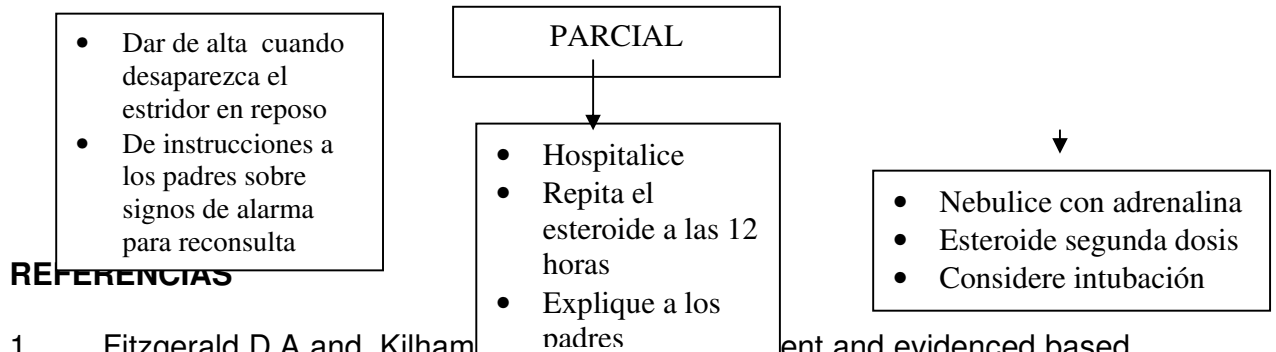 • Dar de alta cuando
desaparezca el
estridor en reposo
• De instrucciones a
los padres sobre
signos de alarma
para reconsulta
PARCIAL
• Hospitalice
• Repita el
esteroide a las 12
horas
• Explique a los
padres
• Nebulice con adrenalina
• Esteroide segunda dosis
• Considere intubación
REFERENCIAS
1 Fitzgerald D A and Kilham ent and evidenced based